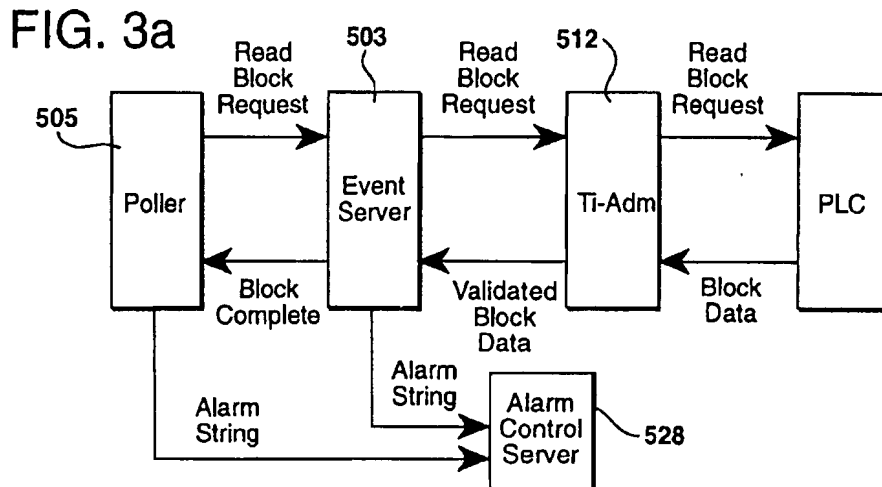 FIG. 3a
505
503
512
Read
Block
Request
Read
Block
Request
Read
Block
Request
Poller
Event
Server
Ti-Adm
PLC
Block
Complete
Validated
Block
Data
Block
Data
Alarm
String
Alarm
String
Alarm
Control
Server
528